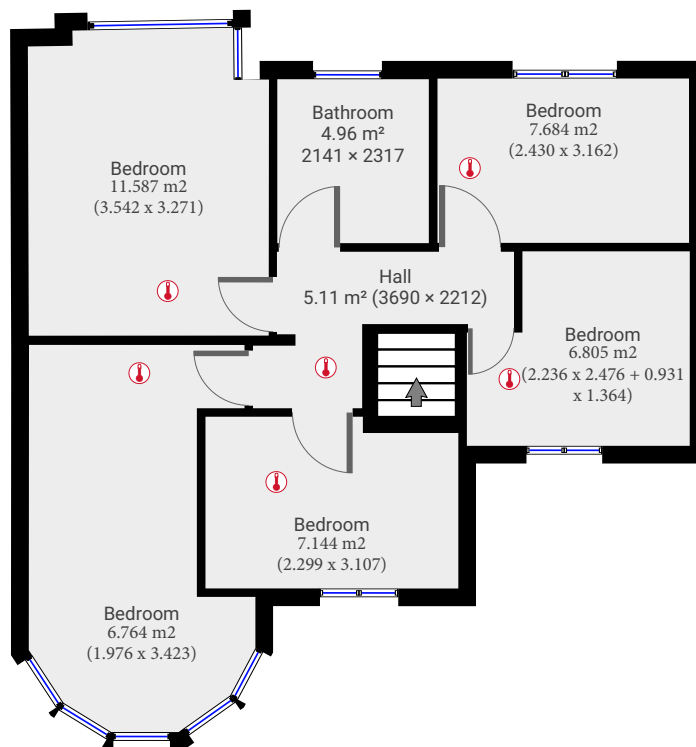 Bathroom
4.96 m²
2141 × 2317
Bedroom
7.684 m2
(2.430 x 3.162)
Bedroom
11.587 m2
(3.542 x 3.271)
Hall
5.11 m² (3690 × 2212)
Bedroom
6.805 m2
(2.236 x 2.476 + 0.931
x 1.364)
Bedroom
7.144 m2
(2.299 x 3.107)
Bedroom
6.764 m2
(1.976 x 3.423)